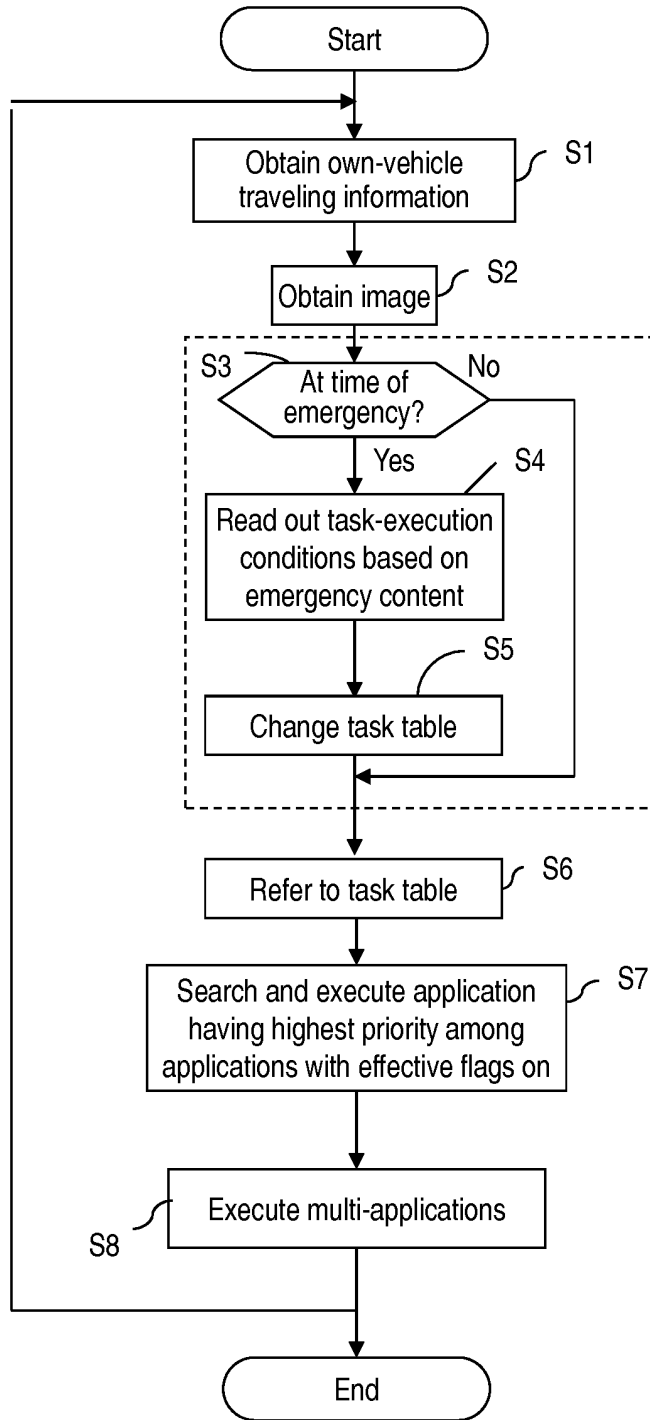 Start
Obtain own-vehicle
traveling information
S1
Obtain image
S2
S3
At time of
emergency?
No
Yes
S4
Read out task-execution
conditions based on
emergency content
S5
Change task table
Refer to task table
S6
Search and execute application
having highest priority among
applications with effective flags on
S7
Execute multi-applications
S8
End